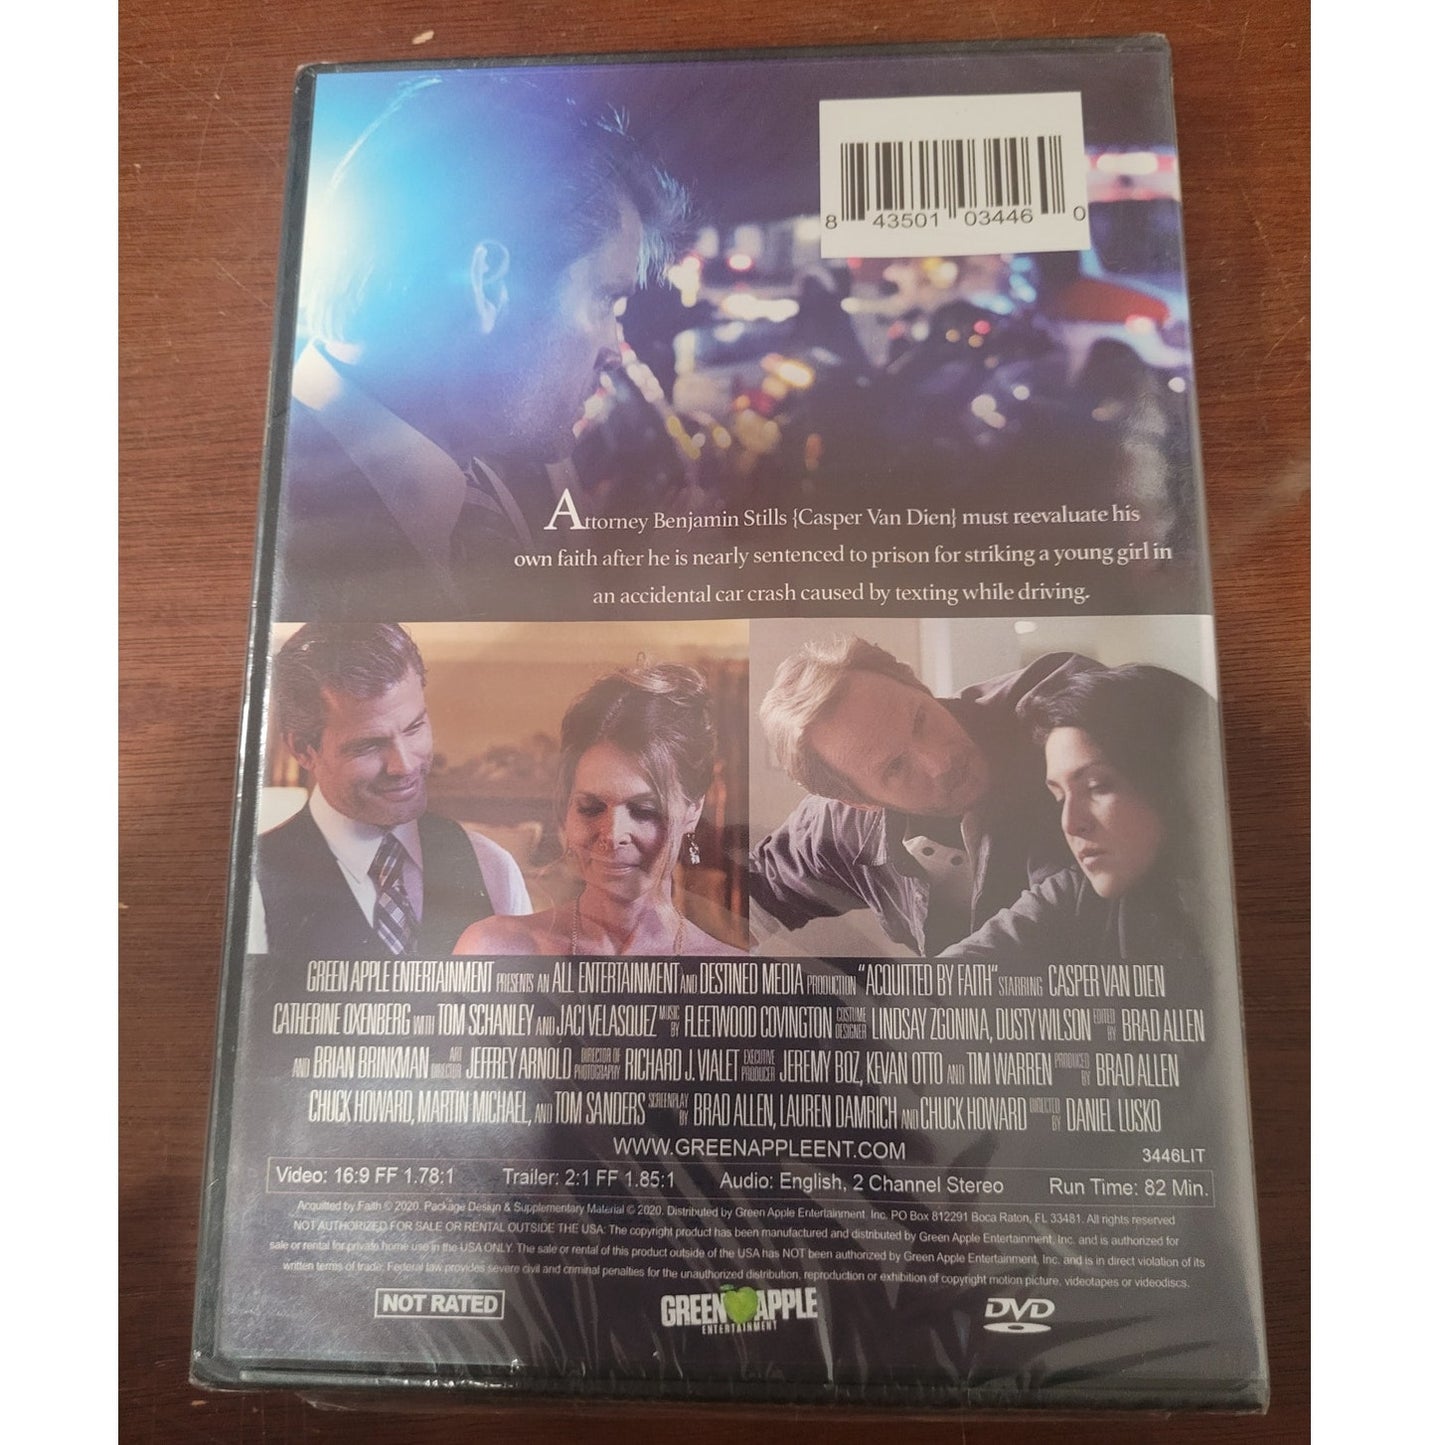 8 43501 03446 0
Attorney Benjamin Stills {Casper Van Dien} must reevaluate his
own faith after he is nearly sentenced to prison for striking a young girl in
an accidental car crash caused by texting while driving.
GREEN APPLE ENTERTAINMENT PRESENTS AN ALL ENTERTAINMENT AND DESTINED MEDIA PRODUCTION "ACQUITTED BY FAITH" STARRING CASPER VAN DIEN
CATHERINE OXENBERG WITH TOM SCHANLEY AND JACI VELASQUEZ MUSIC BY FLEETWOOD COVINGTON COSTUME DESIGNER LINDSAY ZGONINA, DUSTY WILSON EDITED BY BRAD ALLEN
AND BRIAN BRINKMAN ART DIRECTOR JEFFREY ARNOLD DIRECTOR OF PHOTOGRAPHY RICHARD J. VIALET EXECUTIVE PRODUCER JEREMY BOZ, KEVAN OTTO AND TIM WARREN PRODUCED BY BRAD ALLEN
CHUCK HOWARD, MARTIN MICHAEL, AND TOM SANDERS SCREENPLAY BY BRAD ALLEN, LAUREN DAMRICH AND CHUCK HOWARD DIRECTED BY DANIEL LUSKO
WWW.GREENAPPLEENT.COM
3446LIT
Video: 16:9 FF 1.78:1 Trailer: 2:1 FF 1.85:1 Audio: English, 2 Channel Stereo Run Time: 82 Min.
Acquitted by Faith © 2020. Package Design & Supplementary Material © 2020. Distributed by Green Apple Entertainment, Inc. PO Box 812291 Boca Raton, FL 33481. All rights reserved
NOT AUTHORIZED FOR SALE OR RENTAL OUTSIDE THE USA: The copyright product has been manufactured and distributed by Green Apple Entertainment, Inc. and is authorized for
sale or rental for private home use in the USA ONLY. The sale or rental of this product outside of the USA has NOT been authorized by Green Apple Entertainment, Inc. and is in direct violation of its
written terms of trade. Federal law provides severe civil and criminal penalties for the unauthorized distribution, reproduction or exhibition of copyright motion picture, videotapes or videodiscs.
NOT RATED
GREEN APPLE
ENTERTAINMENT
DVD